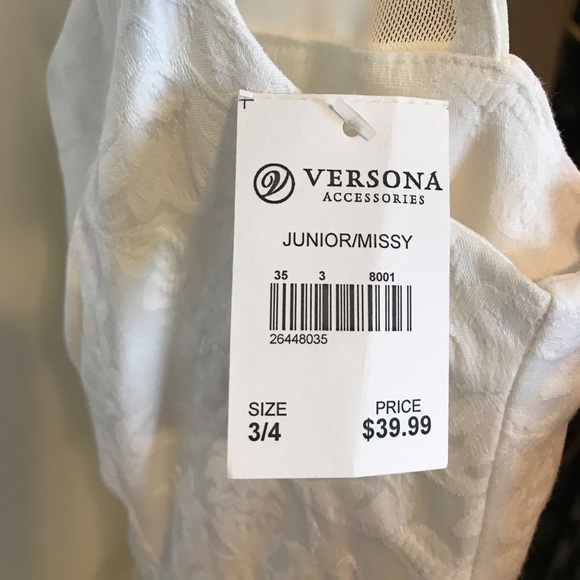 T
VERSONA
ACCESSORIES
JUNIOR/MISSY
35 3 8001
26448035
SIZE PRICE
3/4 $39.99